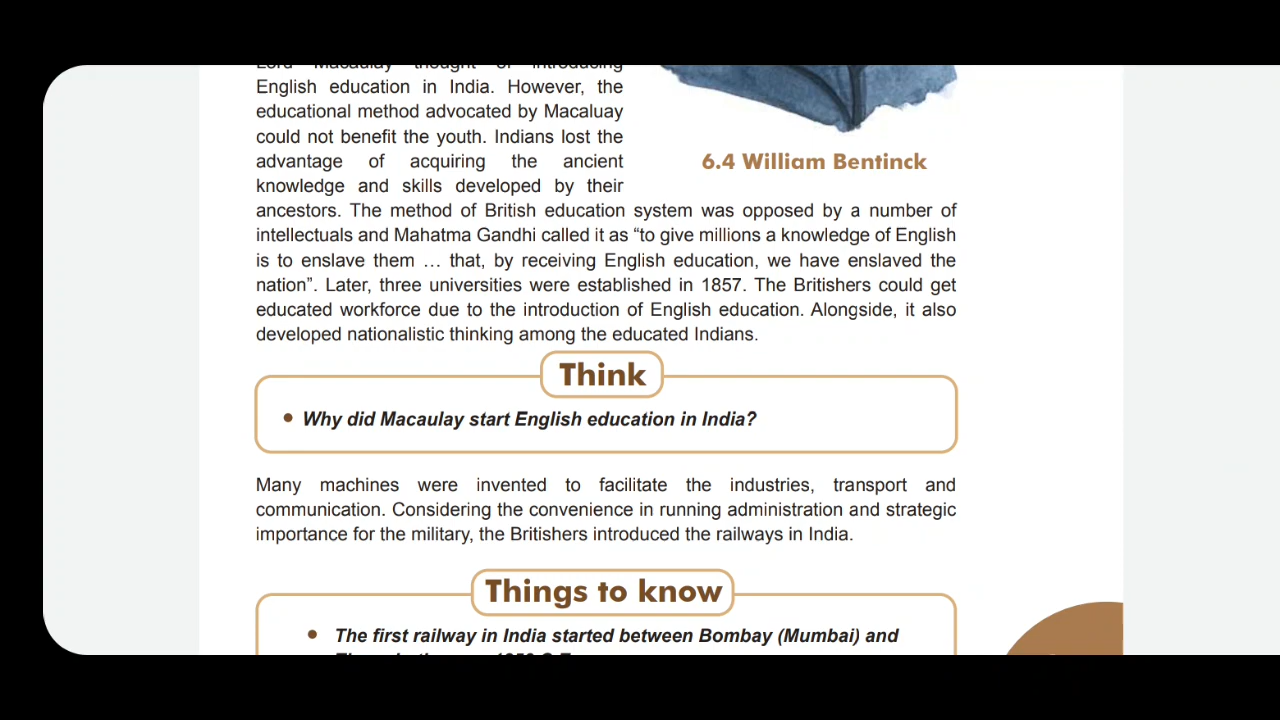 Lord Macaulay thought of introducing
English education in India. However, the
educational method advocated by Macaluay
could not benefit the youth. Indians lost the
advantage of acquiring the ancient
knowledge and skills developed by their
6.4 William Bentinck
ancestors. The method of British education system was opposed by a number of
intellectuals and Mahatma Gandhi called it as “to give millions a knowledge of English
is to enslave them … that, by receiving English education, we have enslaved the
nation”. Later, three universities were established in 1857. The Britishers could get
educated workforce due to the introduction of English education. Alongside, it also
developed nationalistic thinking among the educated Indians.
Think
• Why did Macaulay start English education in India?
Many machines were invented to facilitate the industries, transport and
communication. Considering the convenience in running administration and strategic
importance for the military, the Britishers introduced the railways in India.
Things to know
• The first railway in India started between Bombay (Mumbai) and